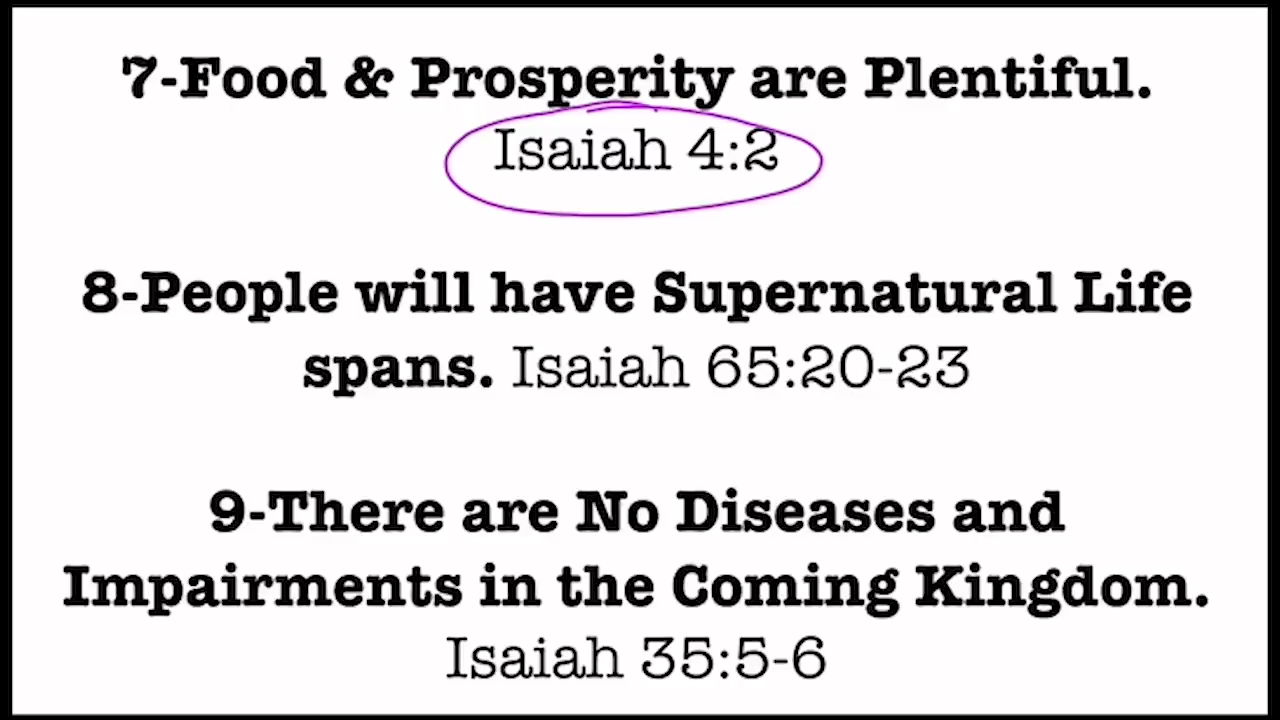 7-Food & Prosperity are Plentiful.
Isaiah 4:2
8-People will have Supernatural Life
spans. Isaiah 65:20-23
9-There are No Diseases and
Impairments in the Coming Kingdom.
Isaiah 35:5-6